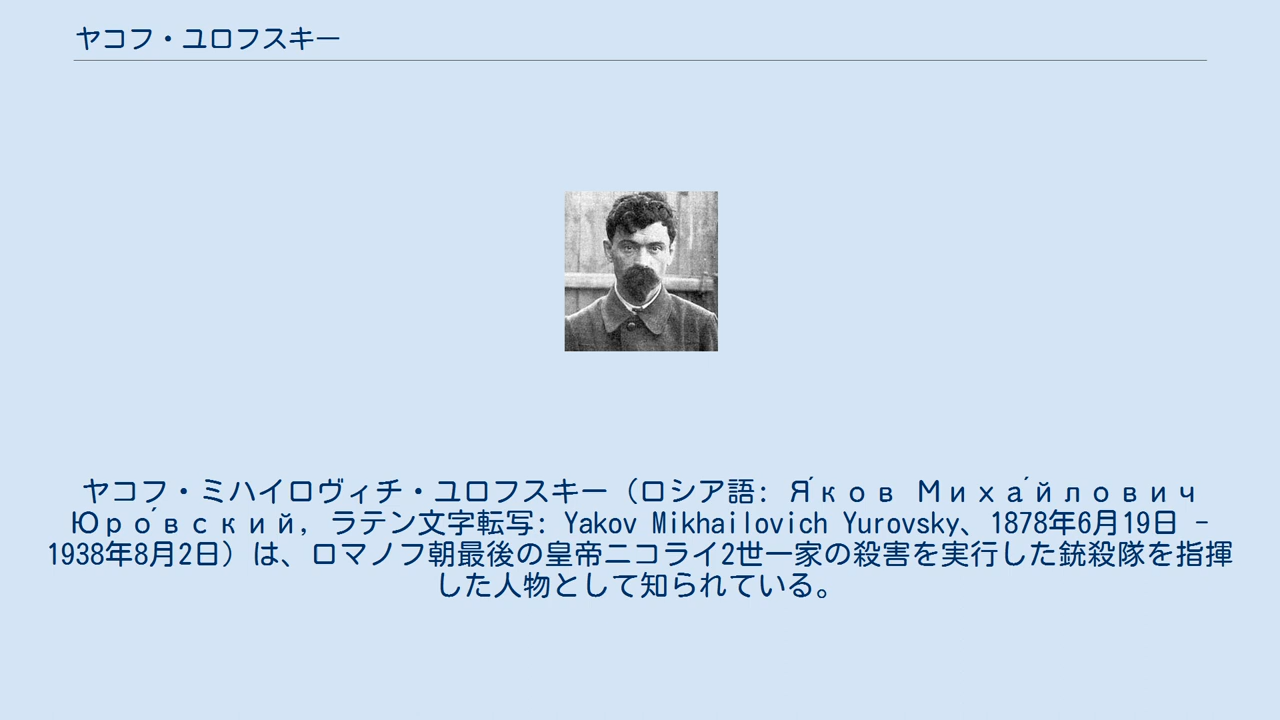 ヤコフ・ユロフスキー
ヤコフ・ミハイロヴィチ・ユロフスキー（ロシア語: Я́ков Миха́йлович
Юро́вский, ラテン文字転写: Yakov Mikhailovich Yurovsky、1878年6月19日 -
1938年8月2日）は、ロマノフ朝最後の皇帝ニコライ2世一家の殺害を実行した銃殺隊を指揮
した人物として知られている。